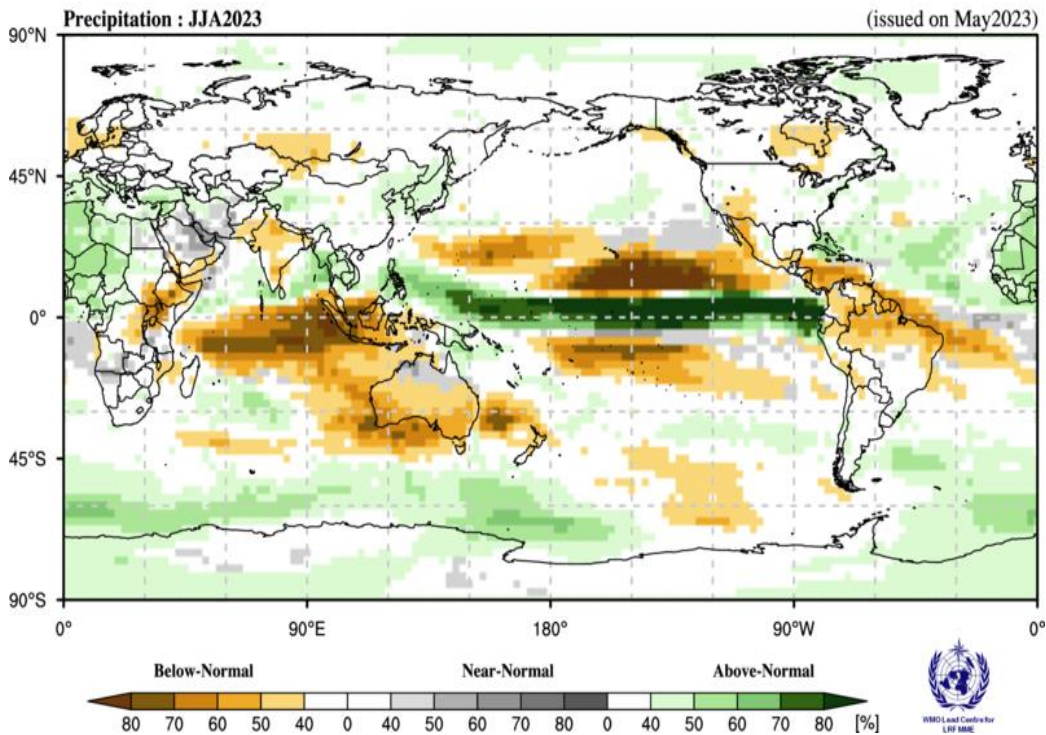 Precipitation : JJA2023 (issued on May2023)
90°N
45°N
0°
45°S
90°S
0° 90°E 180° 90°W 0°
Below-Normal Near-Normal Above-Normal
80 70 60 50 40 0 40 50 60 70 80 0 40 50 60 70 80 [%]
WMO Lead Centre for
LRF MME